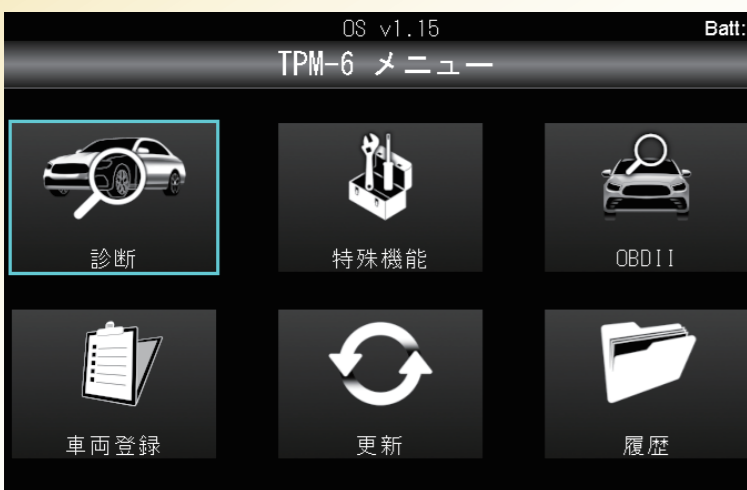 OS v1.15
Batt:
TPM-6 メニュー
診断
特殊機能
OBDII
車両登録
更新
履歴